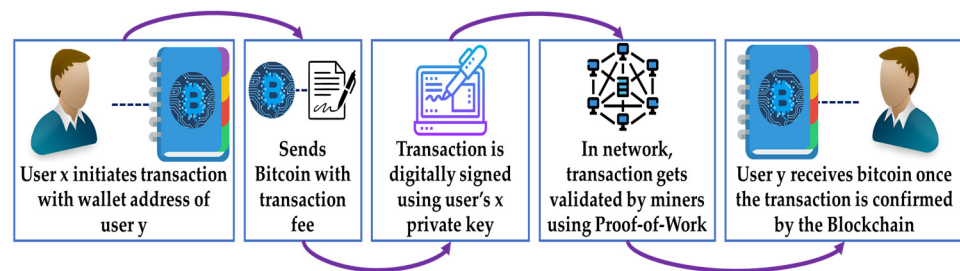 User x initiates transaction
with wallet address of
user y
Sends
Bitcoin with
transaction
fee
Transaction is
digitally signed
using user's x
private key
In network,
transaction gets
validated by miners
using Proof-of-Work
User y receives bitcoin once
the transaction is confirmed
by the Blockchain